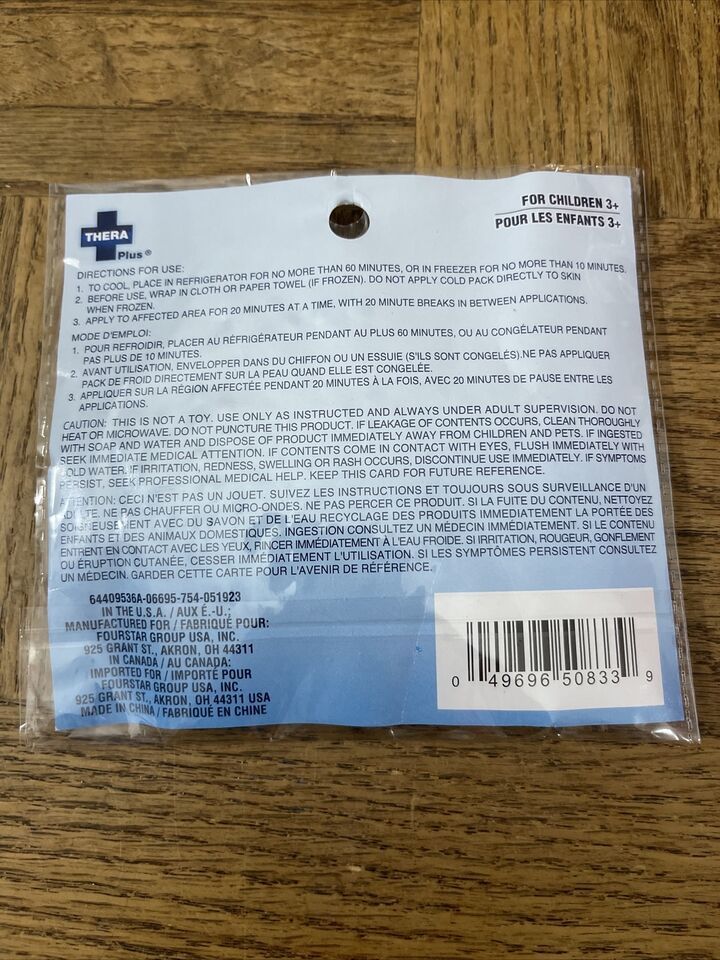 THERA
Plus®
FOR CHILDREN 3+
POUR LES ENFANTS 3+
DIRECTIONS FOR USE:
1. TO COOL, PLACE IN REFRIGERATOR FOR NO MORE THAN 60 MINUTES, OR IN FREEZER FOR NO MORE THAN 10 MINUTES.
2. BEFORE USE, WRAP IN CLOTH OR PAPER TOWEL (IF FROZEN). DO NOT APPLY COLD PACK DIRECTLY TO SKIN
WHEN FROZEN.
3. APPLY TO AFFECTED AREA FOR 20 MINUTES AT A TIME, WITH 20 MINUTE BREAKS IN BETWEEN APPLICATIONS.
MODE D'EMPLOI:
1. POUR REFROIDIR, PLACER AU RÉFRIGÉRATEUR PENDANT AU PLUS 60 MINUTES, OU AU CONGÉLATEUR PENDANT
PAS PLUS DE 10 MINUTES.
2. AVANT UTILISATION, ENVELOPPER DANS DU CHIFFON OU UN ESSUIE (S'ILS SONT CONGELÉS).NE PAS APPLIQUER
PACK DE FROID DIRECTEMENT SUR LA PEAU QUAND ELLE EST CONGELÉE.
3. APPLIQUER SUR LA RÉGION AFFECTÉE PENDANT 20 MINUTES À LA FOIS, AVEC 20 MINUTES DE PAUSE ENTRE LES
APPLICATIONS.
CAUTION: THIS IS NOT A TOY. USE ONLY AS INSTRUCTED AND ALWAYS UNDER ADULT SUPERVISION. DO NOT
HEAT OR MICROWAVE. DO NOT PUNCTURE THIS PRODUCT. IF LEAKAGE OF CONTENTS OCCURS, CLEAN THOROUGHLY
WITH SOAP AND WATER AND DISPOSE OF PRODUCT IMMEDIATELY AWAY FROM CHILDREN AND PETS. IF INGESTED
SEEK IMMEDIATE MEDICAL ATTENTION. IF CONTENTS COME IN CONTACT WITH EYES, FLUSH IMMEDIATELY WITH
COLD WATER. IF IRRITATION, REDNESS, SWELLING OR RASH OCCURS, DISCONTINUE USE IMMEDIATELY. IF SYMPTOMS
PERSIST, SEEK PROFESSIONAL MEDICAL HELP. KEEP THIS CARD FOR FUTURE REFERENCE.
ATTENTION: CECI N'EST PAS UN JOUET. SUIVEZ LES INSTRUCTIONS ET TOUJOURS SOUS SURVEILLANCE D'UN
ADULTE. NE PAS CHAUFFER OU MICRO-ONDES. NE PAS PERCER CE PRODUIT. SI LA FUITE DU CONTENU, NETTOYEZ
SOIGNEUSEMENT AVEC DU SAVON ET DE L'EAU RECYCLAGE DES PRODUITS IMMEDIATEMENT LA PORTÉE DES
ENFANTS ET DES ANIMAUX DOMESTIQUES. INGESTION CONSULTEZ UN MÉDECIN IMMÉDIATEMENT. SI LE CONTENU
ENTRENT EN CONTACT AVEC LES YEUX, RINCER IMMÉDIATEMENT À L'EAU FROIDE. SI IRRITATION, ROUGEUR, GONFLEMENT
OU ÉRUPTION CUTANÉE, CESSER IMMÉDIATEMENT L'UTILISATION. SI LES SYMPTÔMES PERSISTENT CONSULTEZ
UN MÉDECIN. GARDER CETTE CARTE POUR L'AVENIR DE RÉFÉRENCE.
64409536A-06695-754-051923
IN THE U.S.A. / AUX É.-U.;
MANUFACTURED FOR / FABRIQUÉ POUR:
FOURSTAR GROUP USA, INC.
925 GRANT ST., AKRON, OH 44311
IN CANADA / AU CANADA:
IMPORTED FOR / IMPORTÉ POUR
FOURSTAR GROUP USA, INC.
925 GRANT ST., AKRON, OH 44311 USA
MADE IN CHINA / FABRIQUÉ EN CHINE
0 49696 50833 9